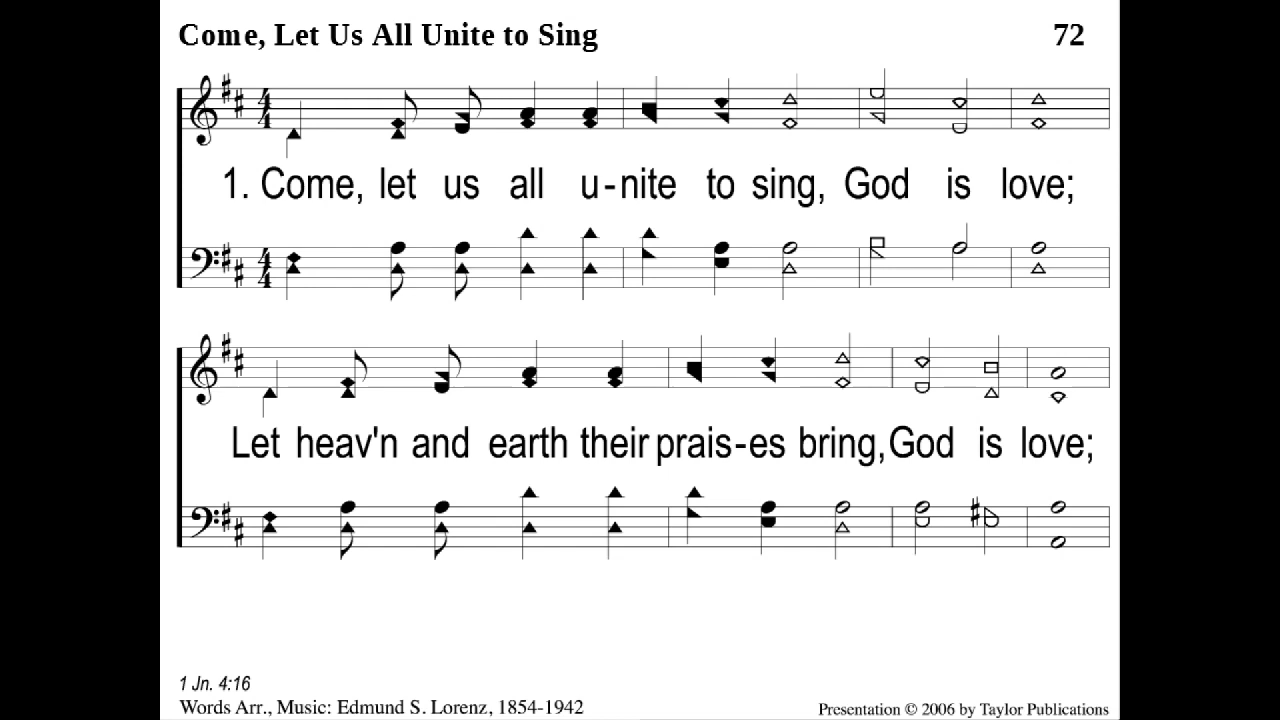 Come, Let Us All Unite to Sing 72
1. Come, let us all u-nite to sing, God is love;
Let heav'n and earth their prais-es bring,God is love;
1 Jn. 4:16
Words Arr., Music: Edmund S. Lorenz, 1854-1942
Presentation © 2006 by Taylor Publications